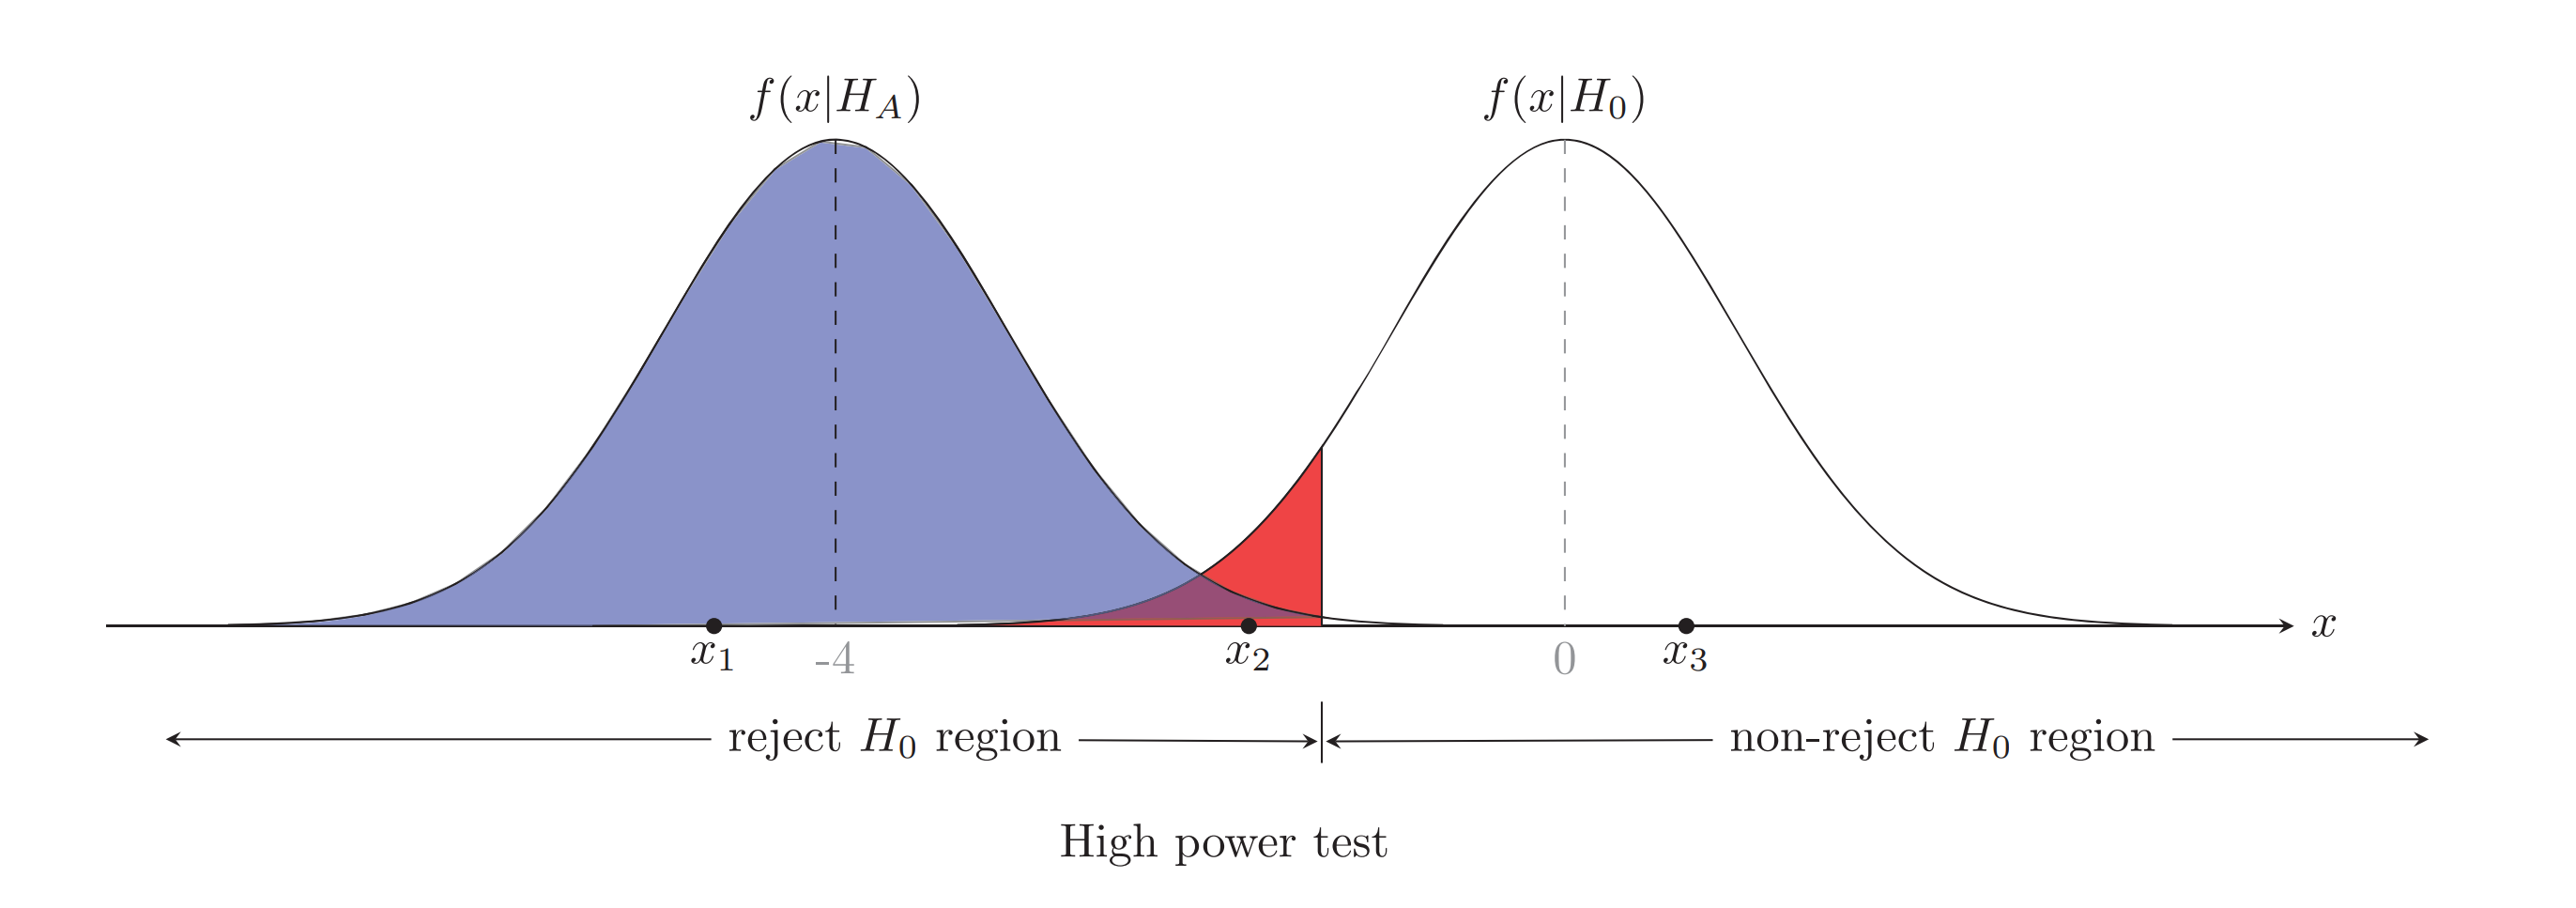 f(x|H_A) f(x|H_0)
x_1 -4 x_2 0 x_3 x
reject H_0 region non-reject H_0 region
High power test